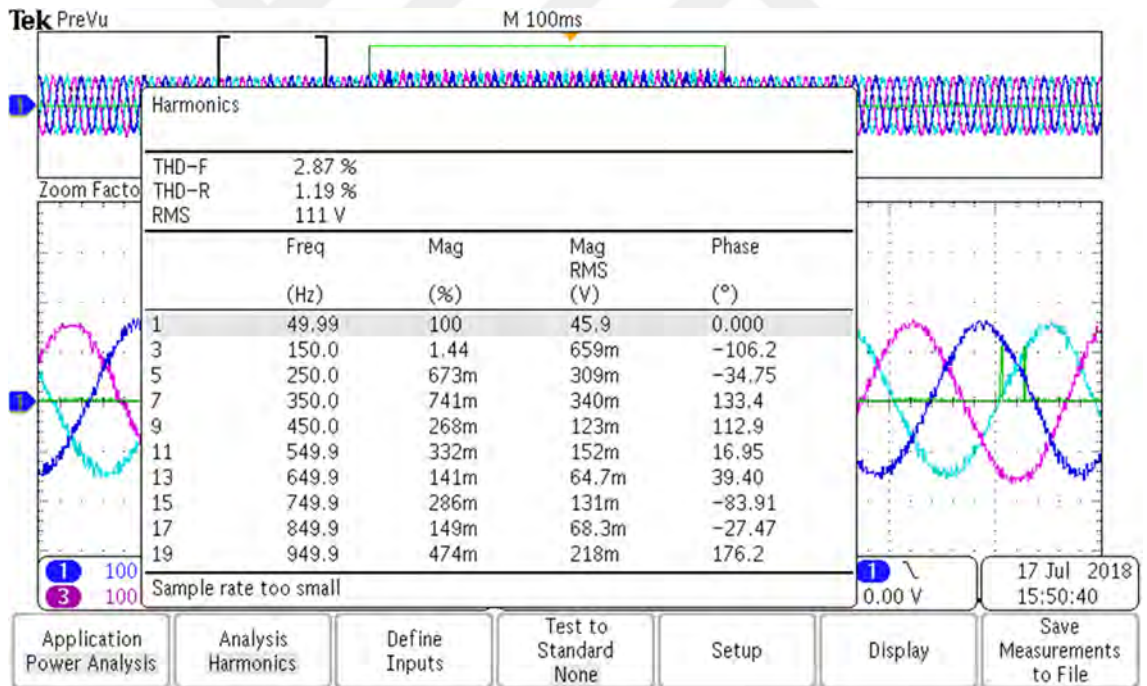 Tek PreVu M 100ms
1
Harmonics
THD-F 2.87 %
THD-R 1.19 %
RMS 111 V
Zoom Facto
Freq Mag Mag Phase
RMS
(Hz) (%) (V) (°)
1 49.99 100 45.9 0.000
3 150.0 1.44 659m -106.2
5 250.0 673m 309m -34.75
1
7 350.0 741m 340m 133.4
9 450.0 268m 123m 112.9
11 549.9 332m 152m 16.95
13 649.9 141m 64.7m 39.40
15 749.9 286m 131m -83.91
17 849.9 149m 68.3m -27.47
19 949.9 474m 218m 176.2
Sample rate too small
1 100
3 100
1 \
0.00 V
17 Jul 2018
15:50:40
Application
Power Analysis
Analysis
Harmonics
Define
Inputs
Test to
Standard
None
Setup
Display
Save
Measurements
to File